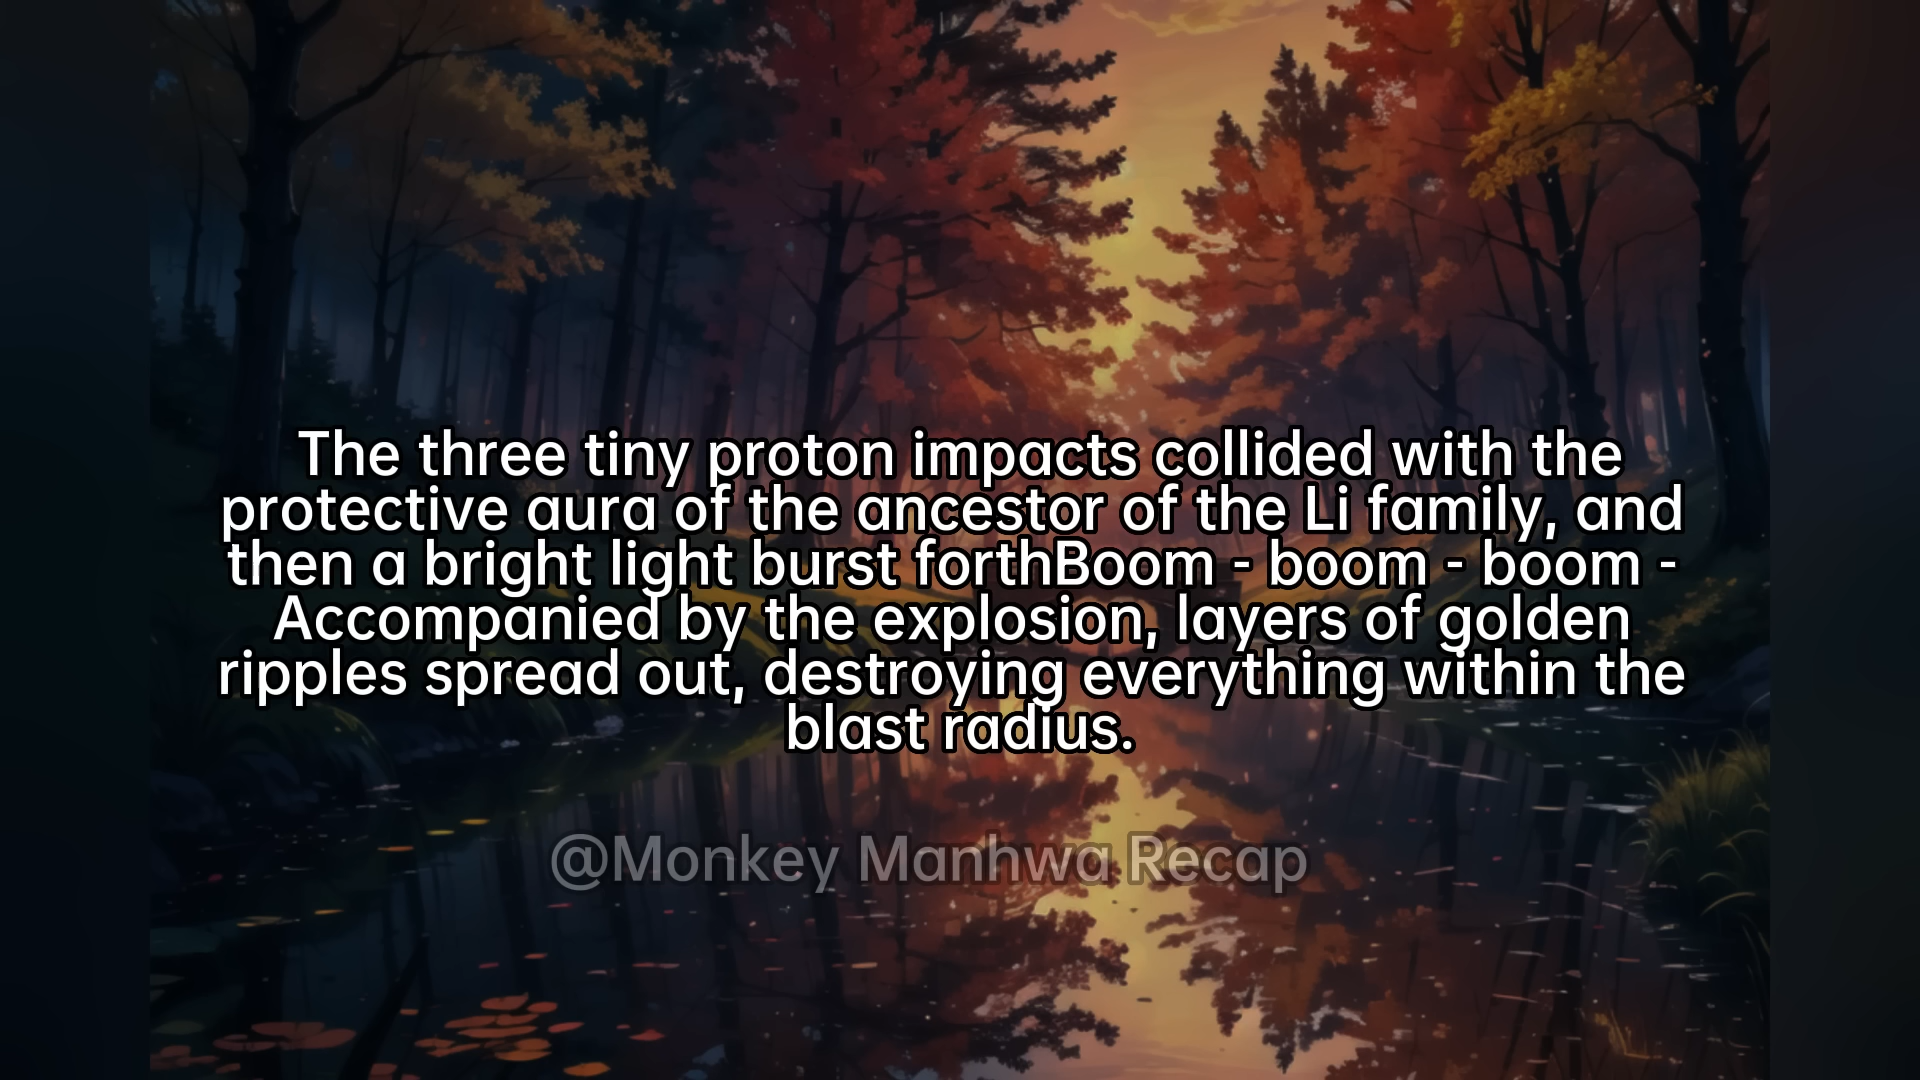 The three tiny proton impacts collided with the
protective aura of the ancestor of the Li family, and
then a bright light burst forthBoom - boom - boom -
Accompanied by the explosion, layers of golden
ripples spread out, destroying everything within the
blast radius.
@Monkey Manhwa Recap